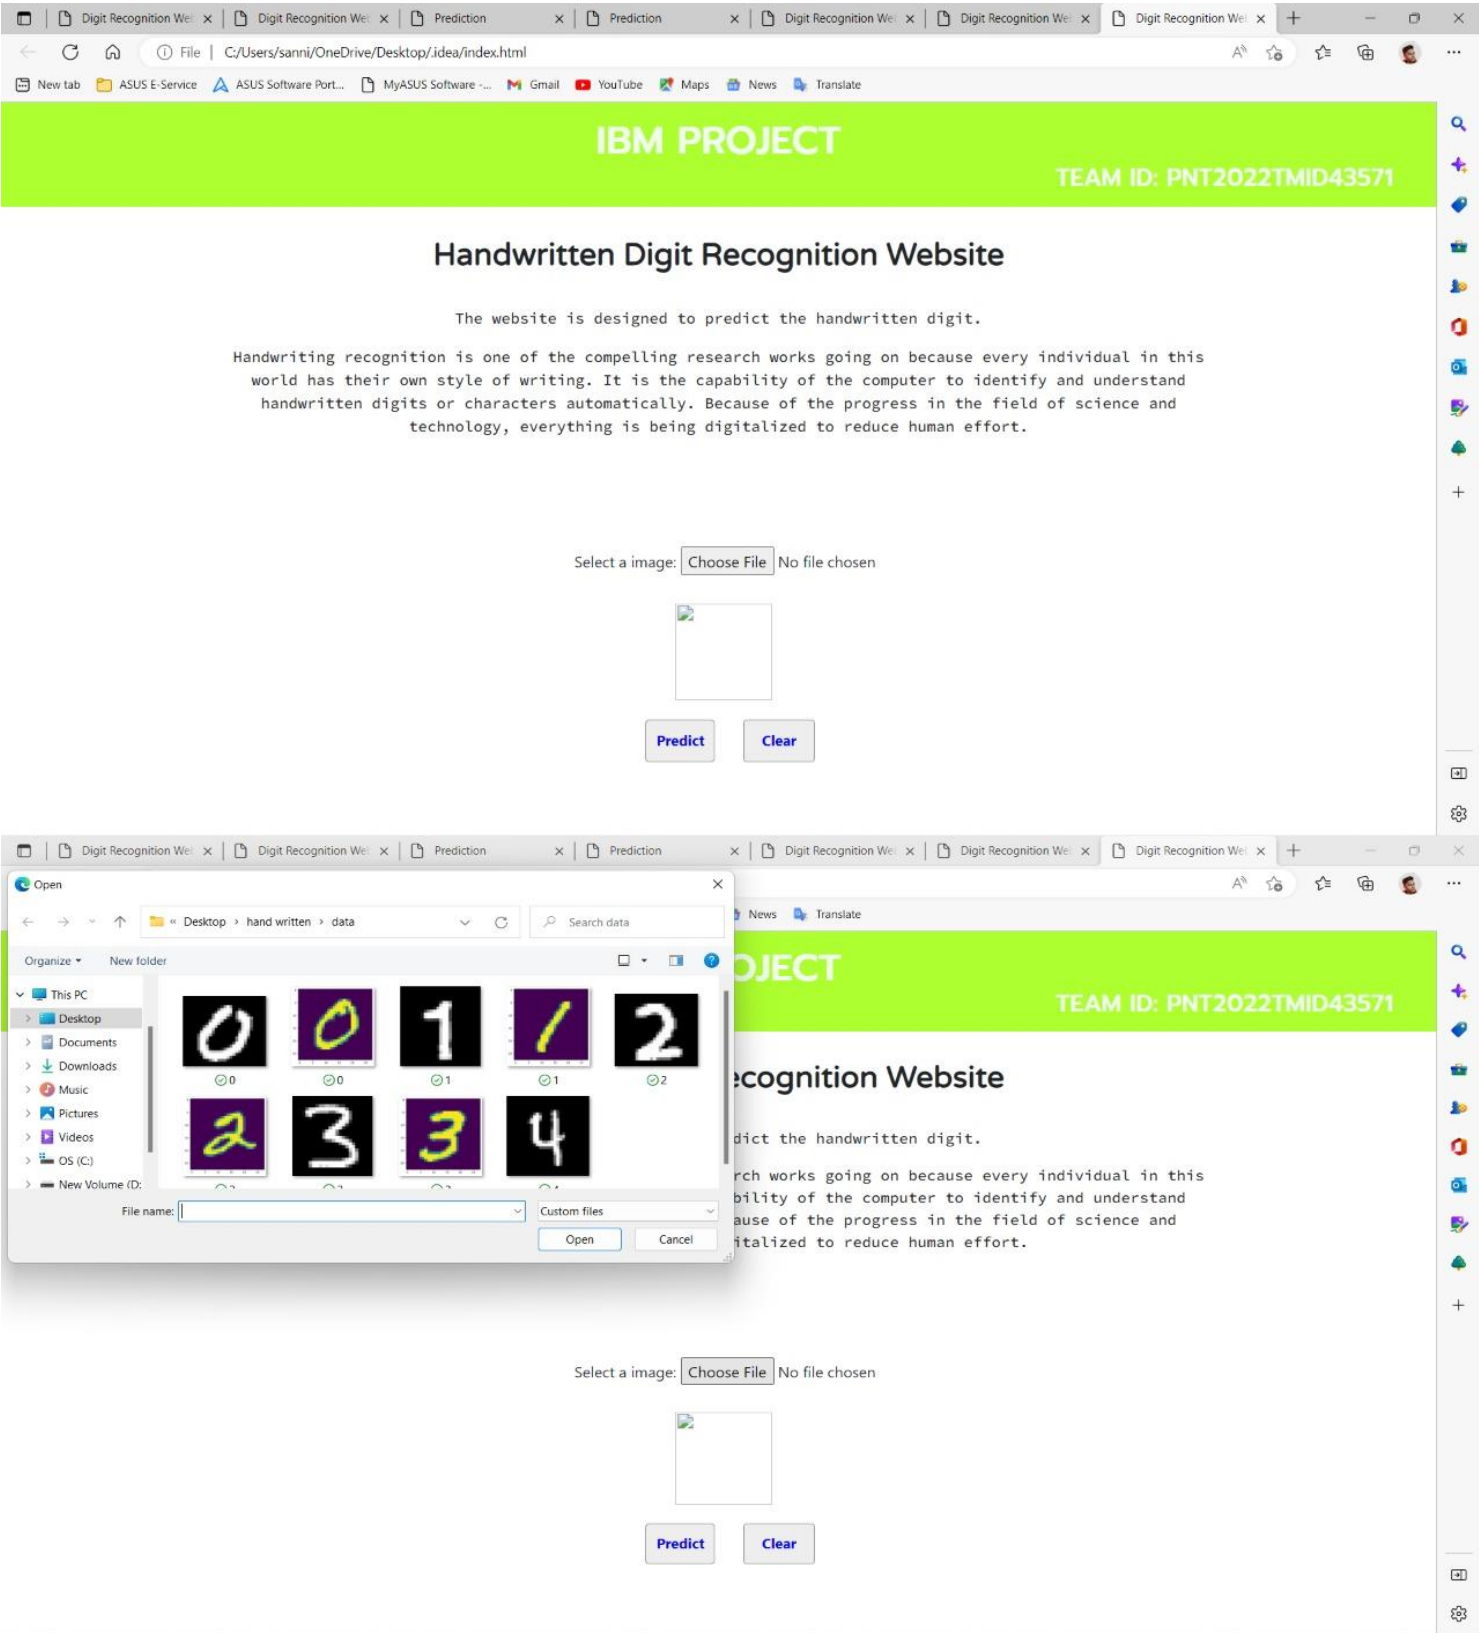 Digit Recognition We
Digit Recognition We
Prediction
Prediction
Digit Recognition We
Digit Recognition We
Digit Recognition We
File | C:/Users/sanni/OneDrive/Desktop/.idea/index.html
New tab ASUS E-Service ASUS Software Port... MyASUS Software -... Gmail YouTube Maps News Translate
IBM PROJECT
TEAM ID: PNT2022TMID43571
Handwritten Digit Recognition Website
The website is designed to predict the handwritten digit.
Handwriting recognition is one of the compelling research works going on because every individual in this
world has their own style of writing. It is the capability of the computer to identify and understand
handwritten digits or characters automatically. Because of the progress in the field of science and
technology, everything is being digitalized to reduce human effort.
Select a image: Choose File No file chosen
Predict Clear
Digit Recognition We
Digit Recognition We
Prediction
Prediction
Digit Recognition We
Digit Recognition We
Digit Recognition We
Open
« Desktop > hand written > data
Search data
News Translate
Organize New folder
OJECT
TEAM ID: PNT2022TMID43571
This PC
Desktop
Documents
Downloads
Music
Pictures
Videos
OS (C:)
New Volume (D:
0 0 1 1 2
0 0 1 1 2
2 3 3 4
File name:
Custom files
Open Cancel
ecognition Website
dict the handwritten digit.
rch works going on because every individual in this
bility of the computer to identify and understand
ause of the progress in the field of science and
italized to reduce human effort.
Select a image: Choose File No file chosen
Predict Clear